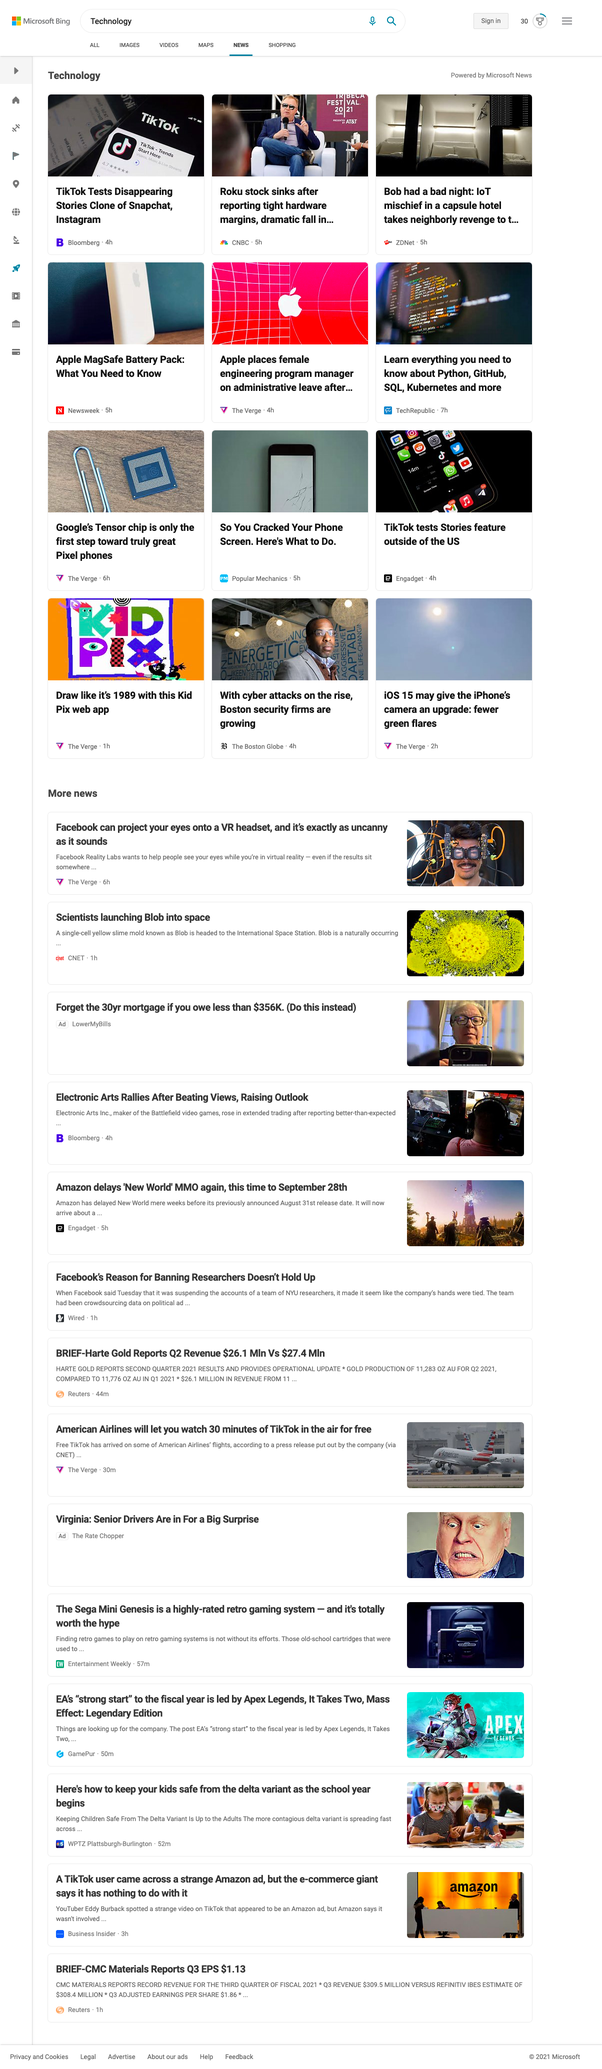 Microsoft Bing
Technology
Sign in
30
ALL IMAGES VIDEOS MAPS NEWS SHOPPING
Technology
Powered by Microsoft News
TikTok
TikTok - Trends
Start Here
TRIBECA
FESTIVAL 20/21
AT&T
TikTok Tests Disappearing
Stories Clone of Snapchat,
Instagram
Bloomberg · 4h
Roku stock sinks after
reporting tight hardware
margins, dramatic fall in...
CNBC · 5h
Bob had a bad night: IoT
mischief in a capsule hotel
takes neighborly revenge to t...
ZDNet · 5h
Apple MagSafe Battery Pack:
What You Need to Know
Newsweek · 5h
Apple places female
engineering program manager
on administrative leave after...
The Verge · 4h
Learn everything you need to
know about Python, GitHub,
SQL, Kubernetes and more
TechRepublic · 7h
Google's Tensor chip is only the
first step toward truly great
Pixel phones
The Verge · 6h
So You Cracked Your Phone
Screen. Here's What to Do.
Popular Mechanics · 5h
14m
TikTok tests Stories feature
outside of the US
Engadget · 4h
KID
PIX
Draw like it's 1989 with this Kid
Pix web app
The Verge · 1h
ENERGETIC
ADAPTABLE
With cyber attacks on the rise,
Boston security firms are
growing
The Boston Globe · 4h
iOS 15 may give the iPhone's
camera an upgrade: fewer
green flares
The Verge · 2h
More news
Facebook can project your eyes onto a VR headset, and it's exactly as uncanny
as it sounds
Facebook Reality Labs wants to help people see your eyes while you're in virtual reality — even if the results sit
somewhere ...
The Verge · 6h
Scientists launching Blob into space
A single-cell yellow slime mold known as Blob is headed to the International Space Station. Blob is a naturally occurring
...
CNET · 1h
Forget the 30yr mortgage if you owe less than $356K. (Do this instead)
Ad LowerMyBills
Electronic Arts Rallies After Beating Views, Raising Outlook
Electronic Arts Inc., maker of the Battlefield video games, rose in extended trading after reporting better-than-expected
...
Bloomberg · 4h
Amazon delays 'New World' MMO again, this time to September 28th
Amazon has delayed New World mere weeks before its previously announced August 31st release date. It will now
arrive about a ...
Engadget · 5h
Facebook's Reason for Banning Researchers Doesn't Hold Up
When Facebook said Tuesday that it was suspending the accounts of a team of NYU researchers, it made it seem like the company's hands were tied. The team
had been crowdsourcing data on political ad ...
Wired · 1h
BRIEF-Harte Gold Reports Q2 Revenue $26.1 Mln Vs $27.4 Mln
HARTE GOLD REPORTS SECOND QUARTER 2021 RESULTS AND PROVIDES OPERATIONAL UPDATE * GOLD PRODUCTION OF 11,283 OZ AU FOR Q2 2021,
COMPARED TO 11,776 OZ AU IN Q1 2021 * $26.1 MILLION IN REVENUE FROM 11 ...
Reuters · 44m
American Airlines will let you watch 30 minutes of TikTok in the air for free
Free TikTok has arrived on some of American Airlines' flights, according to a press release put out by the company (via
CNET) ...
The Verge · 30m
Virginia: Senior Drivers Are in For a Big Surprise
Ad The Rate Chopper
The Sega Mini Genesis is a highly-rated retro gaming system — and it's totally
worth the hype
Finding retro games to play on retro gaming systems is not without its efforts. Those old-school cartridges that were
used to ...
Entertainment Weekly · 57m
EA's "strong start" to the fiscal year is led by Apex Legends, It Takes Two, Mass
Effect: Legendary Edition
Things are looking up for the company. The post EA's "strong start" to the fiscal year is led by Apex Legends, It Takes
Two, ...
GamePur · 50m
APEX
Here's how to keep your kids safe from the delta variant as the school year
begins
Keeping Children Safe From The Delta Variant Is Up to the Adults The more contagious delta variant is spreading fast
across ...
WPTZ Plattsburgh-Burlington · 52m
A TikTok user came across a strange Amazon ad, but the e-commerce giant
says it has nothing to do with it
YouTuber Eddy Burback spotted a strange video on TikTok that appeared to be an Amazon ad, but Amazon says it
wasn't involved ...
Business Insider · 3h
amazon
BRIEF-CMC Materials Reports Q3 EPS $1.13
CMC MATERIALS REPORTS RECORD REVENUE FOR THE THIRD QUARTER OF FISCAL 2021 * Q3 REVENUE $309.5 MILLION VERSUS REFINITIV IBES ESTIMATE OF
$308.4 MILLION * Q3 ADJUSTED EARNINGS PER SHARE $1.86 * ...
Reuters · 1h
Privacy and Cookies Legal Advertise About our ads Help Feedback © 2021 Microsoft